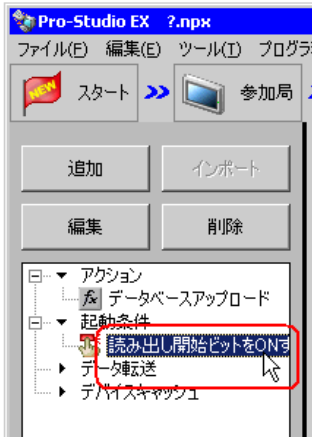 Pro-Studio EX ?.npx
ファイル(F) 編集(E) ツール(T) プログラ
NEW スタート >> 参加局
追加 インポート
編集 削除
アクション
fx データベースアップロード
起動条件
読み出し開始ビットをONす
データ転送
デバイスキャッシュ